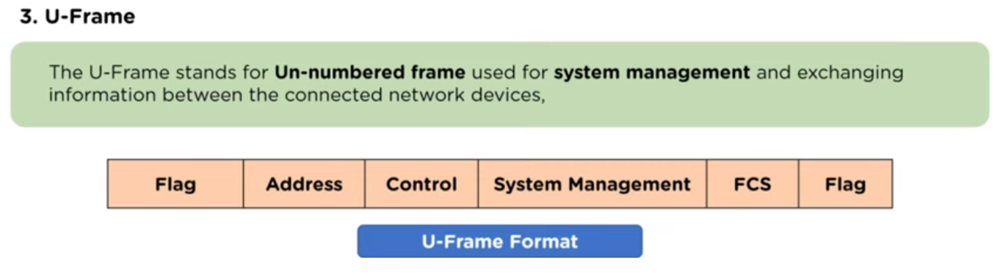 3. U-Frame
The U-Frame stands for Un-numbered frame used for system management and exchanging
information between the connected network devices,
Flag Address Control System Management FCS Flag
U-Frame Format